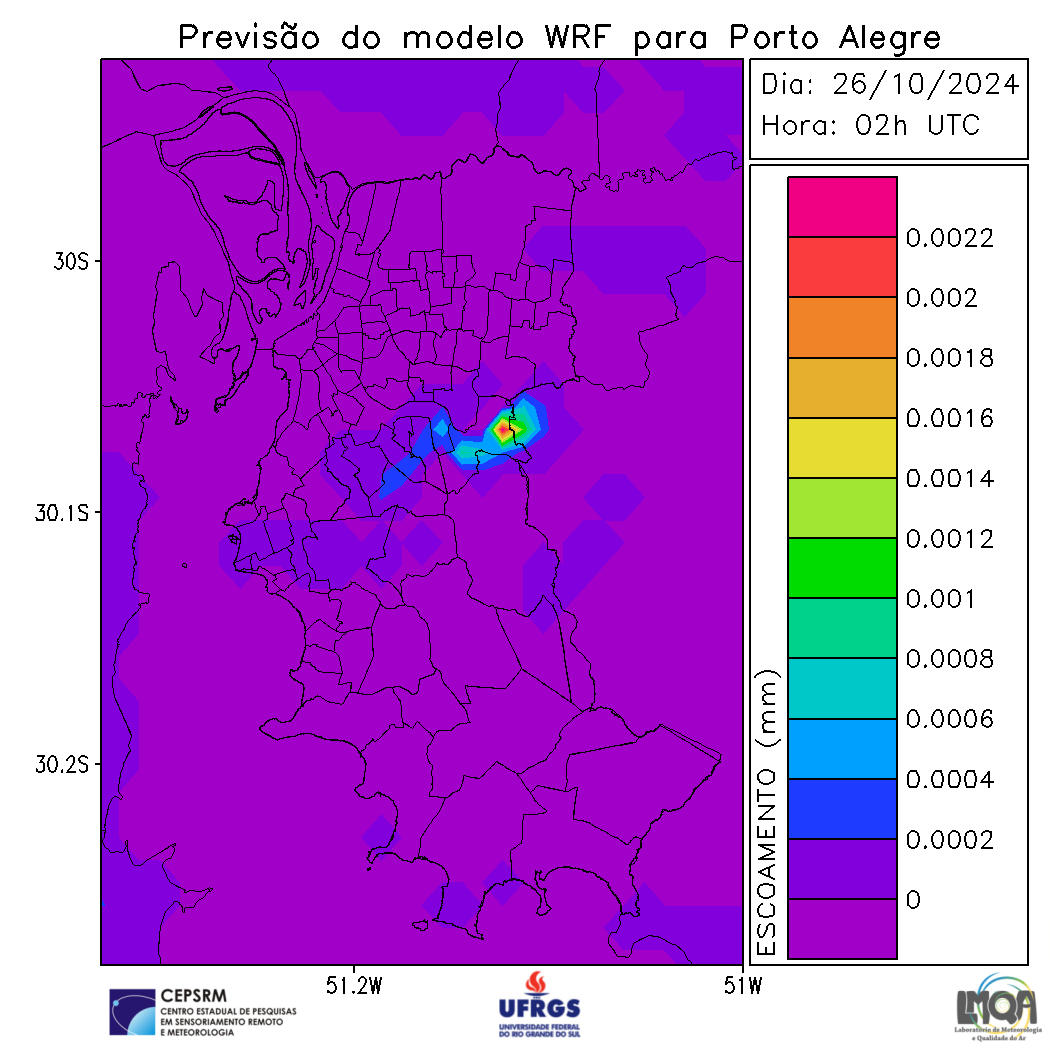 Previsão do modelo WRF para Porto Alegre
Dia: 26/10/2024
Hora: 02h UTC
30S
30.1S
30.2S
51.2W
51W
ESCOAMENTO (mm)
0.0022
0.002
0.0018
0.0016
0.0014
0.0012
0.001
0.0008
0.0006
0.0004
0.0002
0
CEPSRM
CENTRO ESTADUAL DE PESQUISAS
EM SENSORIAMENTO REMOTO
E METEOROLOGIA
UFRGS
UNIVERSIDADE FEDERAL
DO RIO GRANDE DO SUL
LMQA
Laboratório de Meteorologia
e Qualidade do Ar